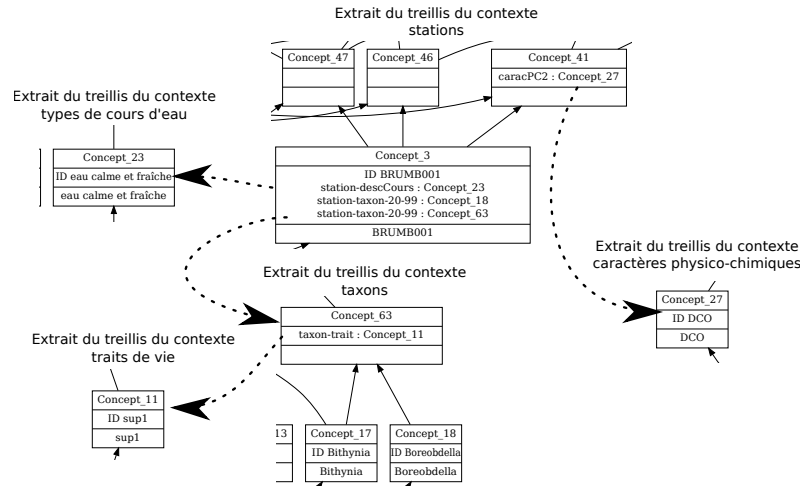 Extrait du treillis du contexte
stations
Concept_47
Concept_46
Concept_41
caracPC2 : Concept_27
Extrait du treillis du contexte
types de cours d'eau
Concept_23
ID eau calme et fraîche
eau calme et fraîche
Concept_3
ID BRUMB001
station-descCours : Concept_23
station-taxon-20-99 : Concept_18
station-taxon-20-99 : Concept_63
BRUMB001
Extrait du treillis du contexte
caractères physico-chimiques
Concept_27
ID DCO
DCO
Extrait du treillis du contexte
taxons
Concept_63
taxon-trait : Concept_11
Extrait du treillis du contexte
traits de vie
Concept_11
ID sup1
sup1
13
Concept_17
ID Bithynia
Bithynia
Concept_18
ID Boreobdella
Boreobdella